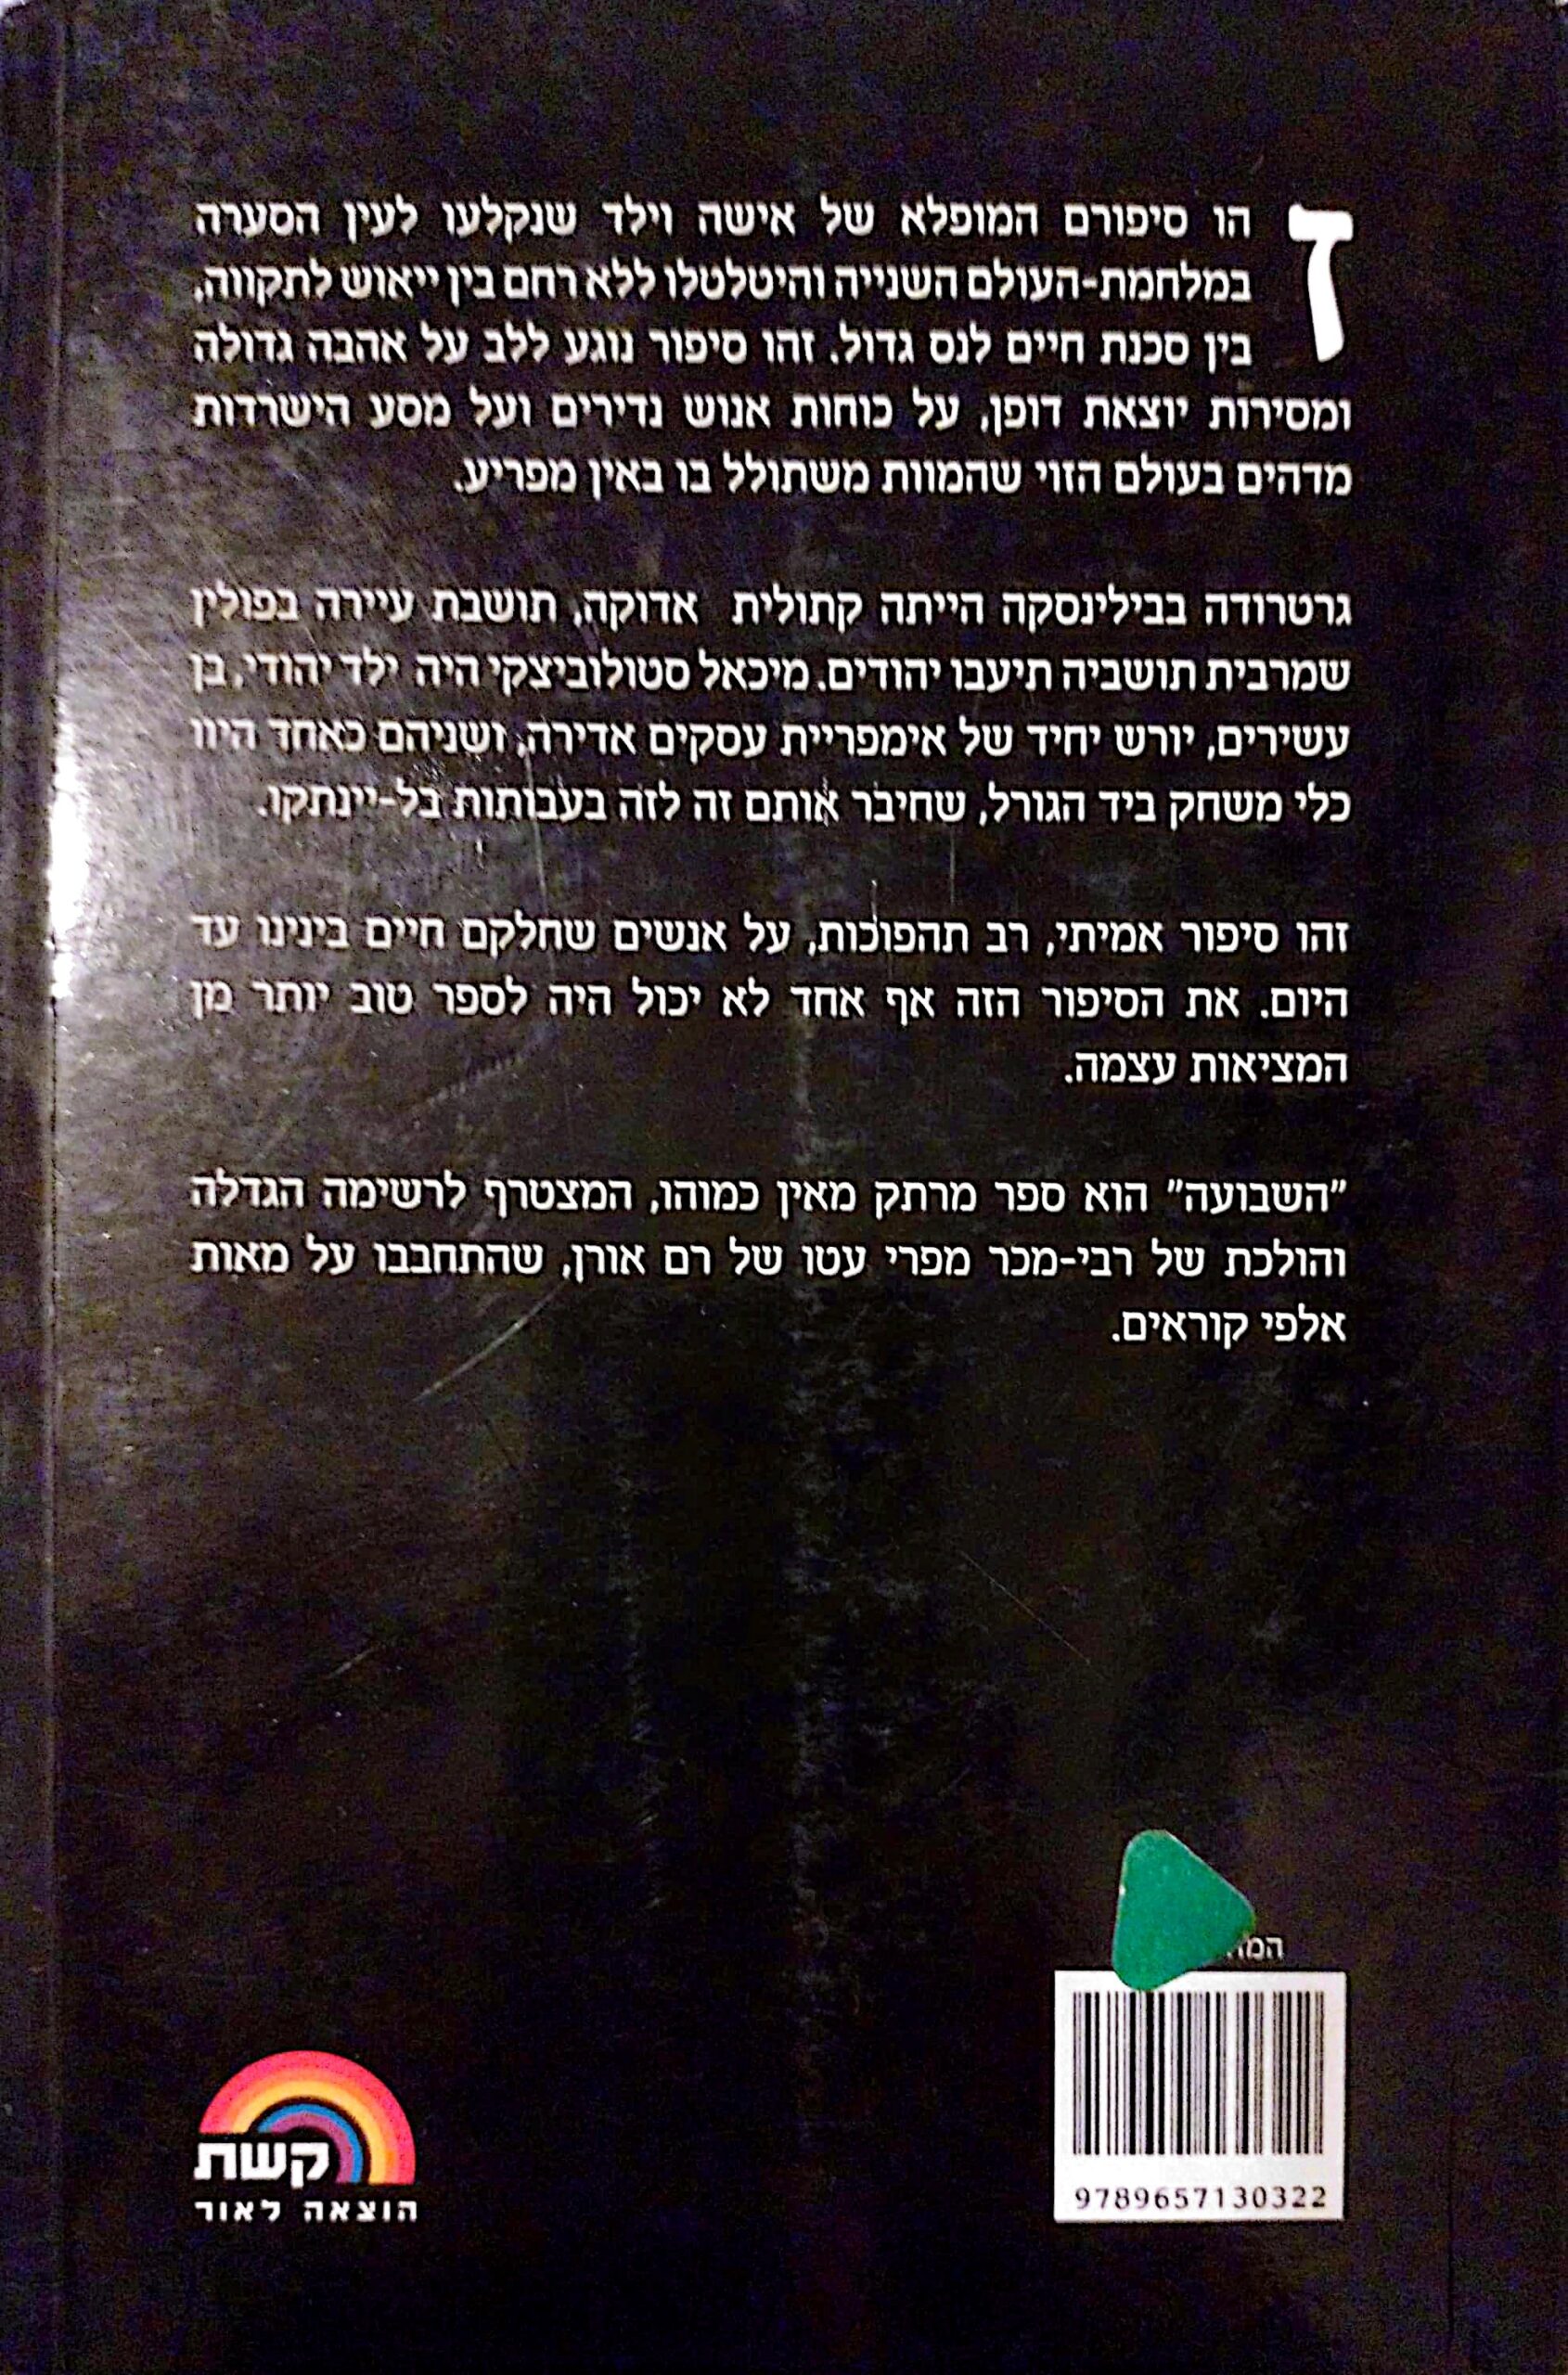 זהו סיפורם המופלא של אישה וילד שנקלעו לעין הסערה
במלחמת-העולם השנייה והיטלטלו ללא רחם בין ייאוש לתקווה,
בין סכנת חיים לנס גדול. זהו סיפור נוגע ללב על אהבה גדולה
ומסירות יוצאת דופן, על כוחות אנוש נדירים ועל מסע הישרדות
מדהים בעולם הזוי שהמוות משתולל בו באין מפריע.
גרטרודה בבילינסקה הייתה קתולית אדוקה, תושבת עיירה בפולין
שמרבית תושביה תיעבו יהודים. מיכאל סטולוביצקי היה ילד יהודי, בן
עשירים, יורש יחיד של אימפריית עסקים אדירה, ושניהם כאחד היוו
כלי משחק ביד הגורל, שחיבר אותם זה לזה בעבותות בל-יינתקו.
זהו סיפור אמיתי, רב תהפוכות, על אנשים שחלקם חיים בינינו עד
היום. את הסיפור הזה אף אחד לא יכול היה לספר טוב יותר מן
המציאות עצמה.
"השבועה" הוא ספר מרתק מאין כמוהו, המצטרף לרשימה הגדלה
והולכת של רבי-מכר מפרי עטו של רם אורן, שהתחבבו על מאות
אלפי קוראים.
9789657130322
קשת
הוצאה לאור